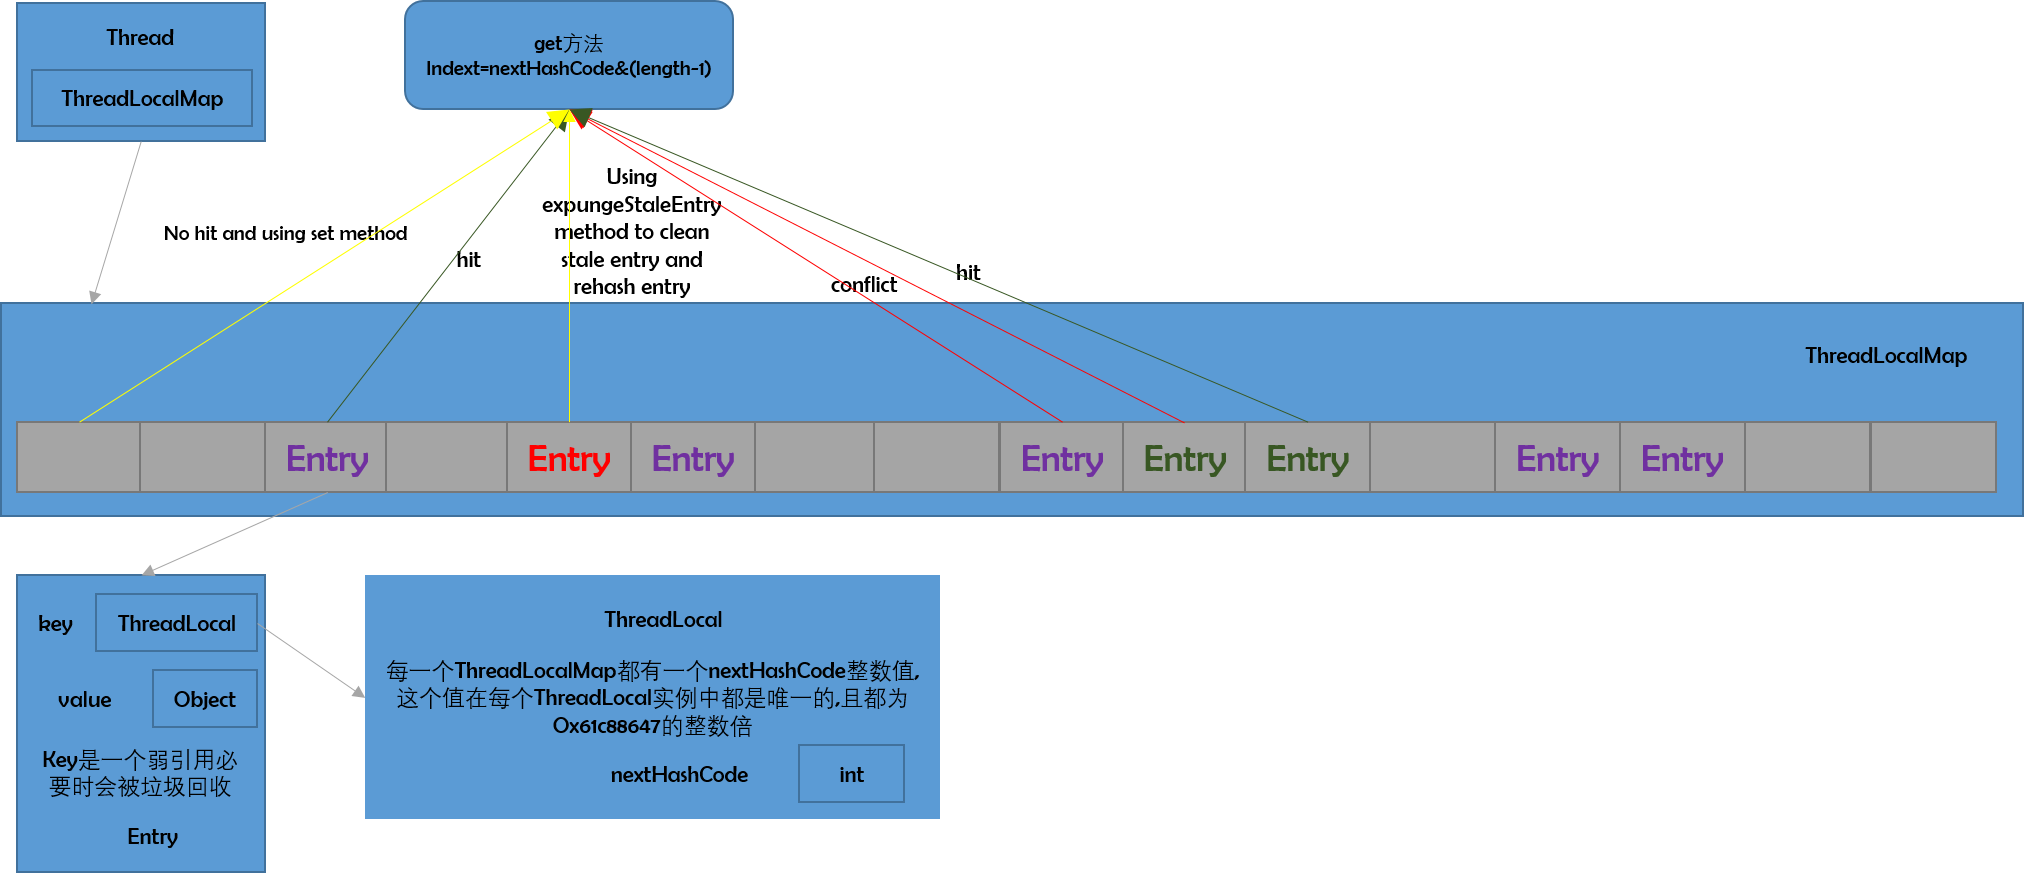 Thread
ThreadLocalMap
get方法
Indext=nextHashCode&(length-1)
No hit and using set method
hit
Using
expungeStaleEntry
method to clean
stale entry and
rehash entry
conflict
hit
ThreadLocalMap
Entry
Entry
Entry
Entry
Entry
Entry
Entry
Entry
key
ThreadLocal
value
Object
Key是一个弱引用必
要时会被垃圾回收
Entry
ThreadLocal
每一个ThreadLocalMap都有一个nextHashCode整数值,
这个值在每个ThreadLocal实例中都是唯一的,且都为
0x61c88647的整数倍
nextHashCode
int